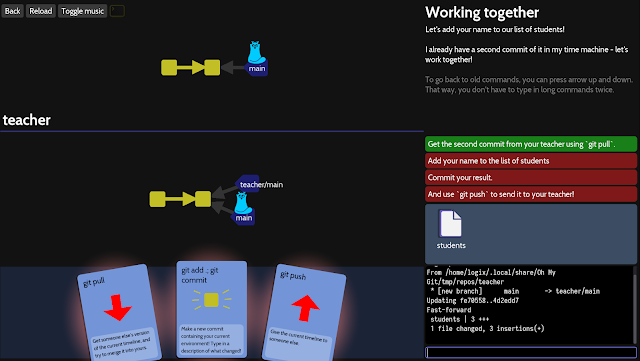 Back Reload Toggle music
main
teacher
teacher/main
main
git pull
Get someone else's version
of the current timeline, and
try to merge it into yours.
git add .; git
commit
Make a new commit
containing your current
environment! Type in a
description of what changed!
git push
Give the current timeline to
someone else.
Working together
Let's add your name to our list of students!
I already have a second commit of it in my time machine - let's
work together!
To go back to old commands, you can press arrow up and down.
That way, you don't have to type in long commands twice.
Get the second commit from your teacher using `git pull`.
Add your name to the list of students
Commit your result.
And use `git push` to send it to your teacher!
students
From /home/logix/.local/share/Oh My
Git/tmp/repos/teacher
* [new branch] main -> teacher/main
Updating fe70558..4d2edd7
Fast-forward
students | 3 +++
1 file changed, 3 insertions(+)